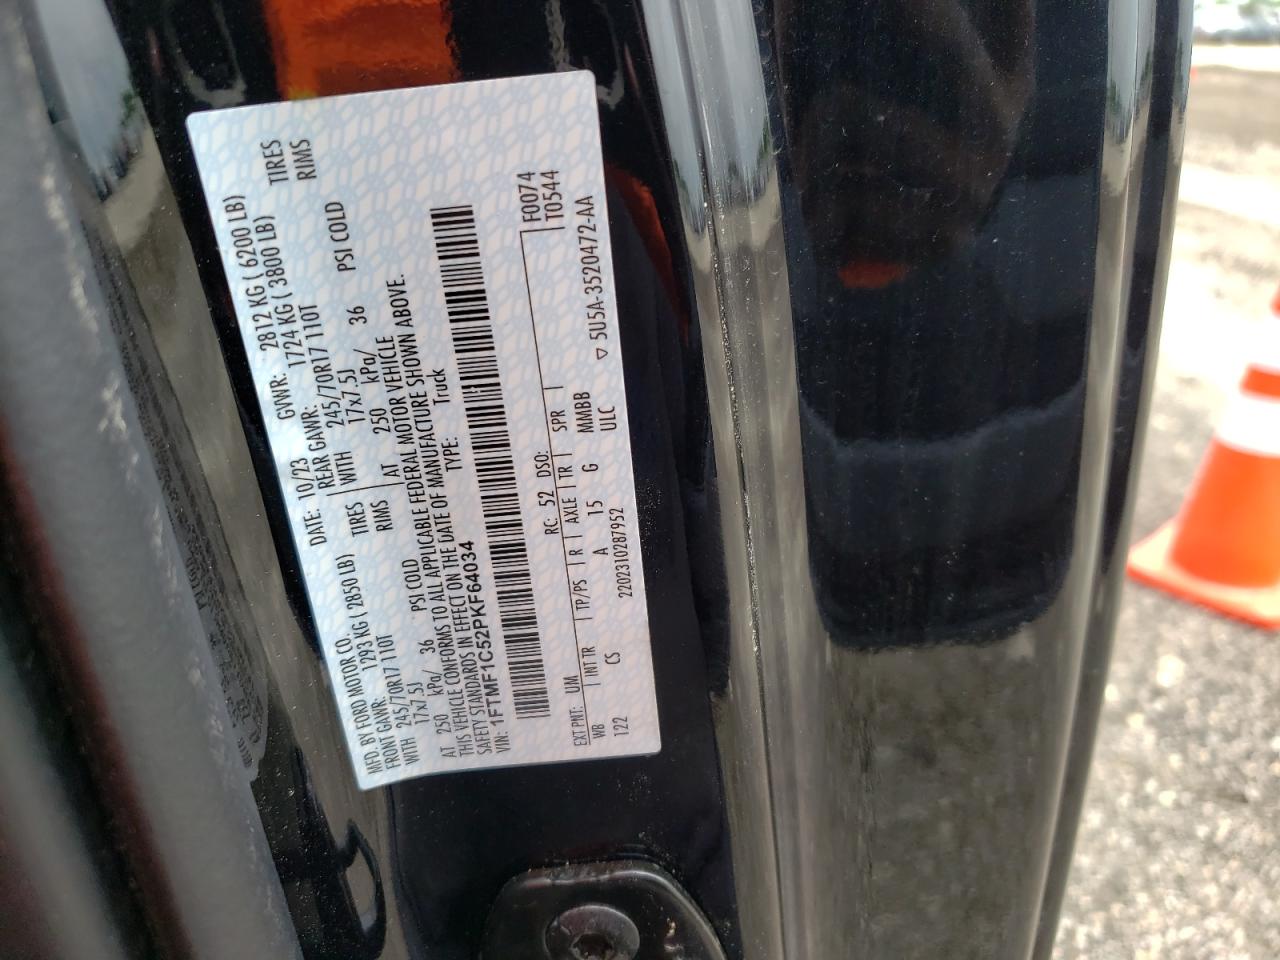 MFD. BY FORD MOTOR CO.
DATE: 10/23 GVWR: 2812 KG ( 6200 LB)
FRONT GAWR: 1293 KG ( 2850 LB)
REAR GAWR: 1724 KG ( 3800 LB)
WITH 245/70R17 110T TIRES
WITH 245/70R17 110T TIRES
17x7.5J RIMS
17x7.5J RIMS
AT 250 kPa/ 36 PSI COLD
AT 250 kPa/ 36 PSI COLD
THIS VEHICLE CONFORMS TO ALL APPLICABLE FEDERAL MOTOR VEHICLE
SAFETY STANDARDS IN EFFECT ON THE DATE OF MANUFACTURE SHOWN ABOVE.
VIN: 1FTMF1C52PKF64034
TYPE: Truck
F0074
T0544
EXT PNT: UM RC: 52 DSO:
WB INT TR TP/PS R AXLE TR SPR
122 CS A 15 G MMBB
2202310287952 ULC
▽ 5U5A-3520472-AA